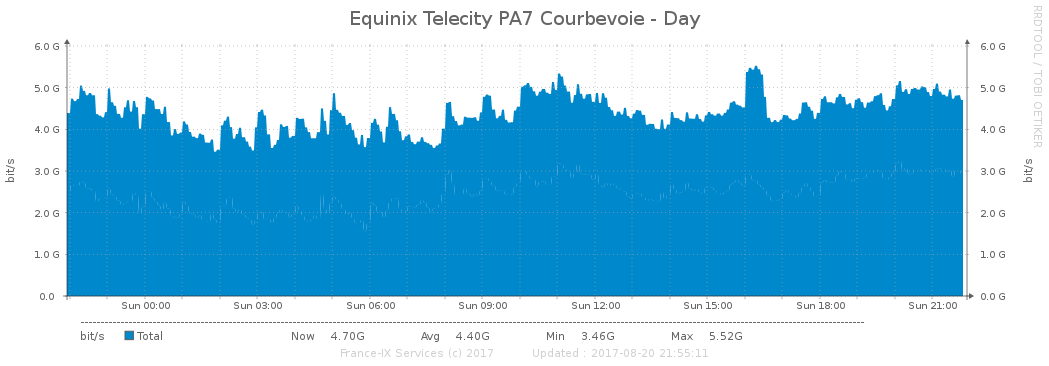 Equinix Telecity PA7 Courbevoie - Day
RRDTOOL / TOBI OETIKER
6.0 G 6.0 G
5.0 G 5.0 G
4.0 G 4.0 G
3.0 G 3.0 G
2.0 G 2.0 G
1.0 G 1.0 G
0.0 0.0 G
bit/s bit/s
Sun 00:00 Sun 03:00 Sun 06:00 Sun 09:00 Sun 12:00 Sun 15:00 Sun 18:00 Sun 21:00
bit/s Total Now 4.70G Avg 4.40G Min 3.46G Max 5.52G
France-IX Services (c) 2017 Updated : 2017-08-20 21:55:11